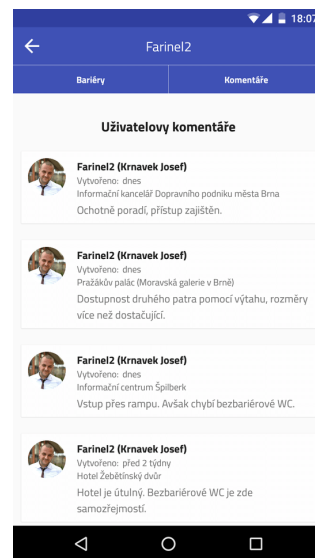 18:07
Farinel2
Bariéry
Komentáře
Uživatelovy komentáře
Farinel2 (Krnavek Josef)
Vytvořeno: dnes
Informační kancelář Dopravního podniku města Brna
Ochotně poradí, přístup zajištěn.
Farinel2 (Krnavek Josef)
Vytvořeno: dnes
Pražákův palác (Moravská galerie v Brně)
Dostupnost druhého patra pomocí výtahu, rozměry
více než dostačující.
Farinel2 (Krnavek Josef)
Vytvořeno: dnes
Informační centrum Špilberk
Vstup přes rampu. Avšak chybí bezbariérové WC.
Farinel2 (Krnavek Josef)
Vytvořeno: před 2 týdny
Hotel Žebětínský dvůr
Hotel je útulný. Bezbariérové WC je zde
samozřejmostí.